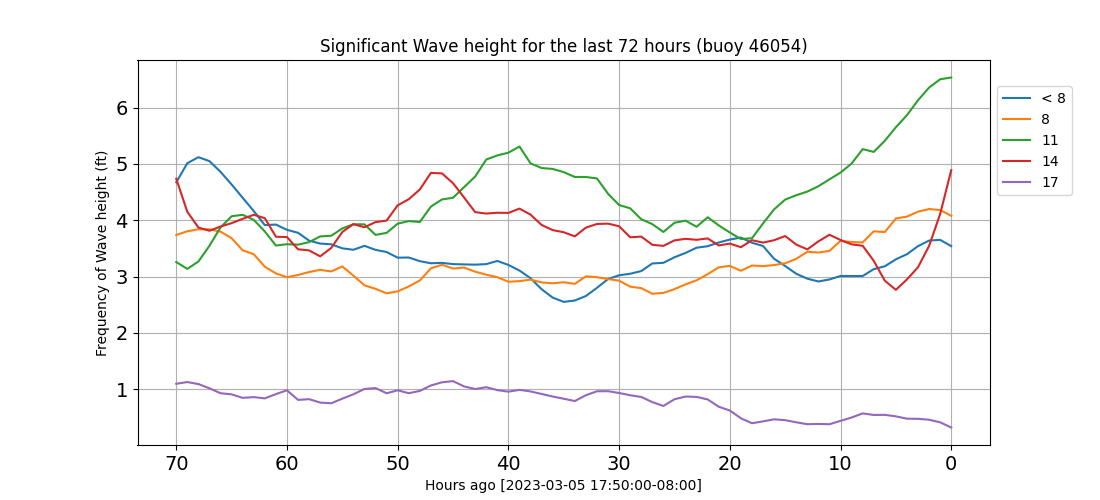 Significant Wave height for the last 72 hours (buoy 46054)
Frequency of Wave height (ft)
6
5
4
3
2
1
70 60 50 40 30 20 10 0
Hours ago [2023-03-05 17:50:00-08:00]
< 8
8
11
14
17